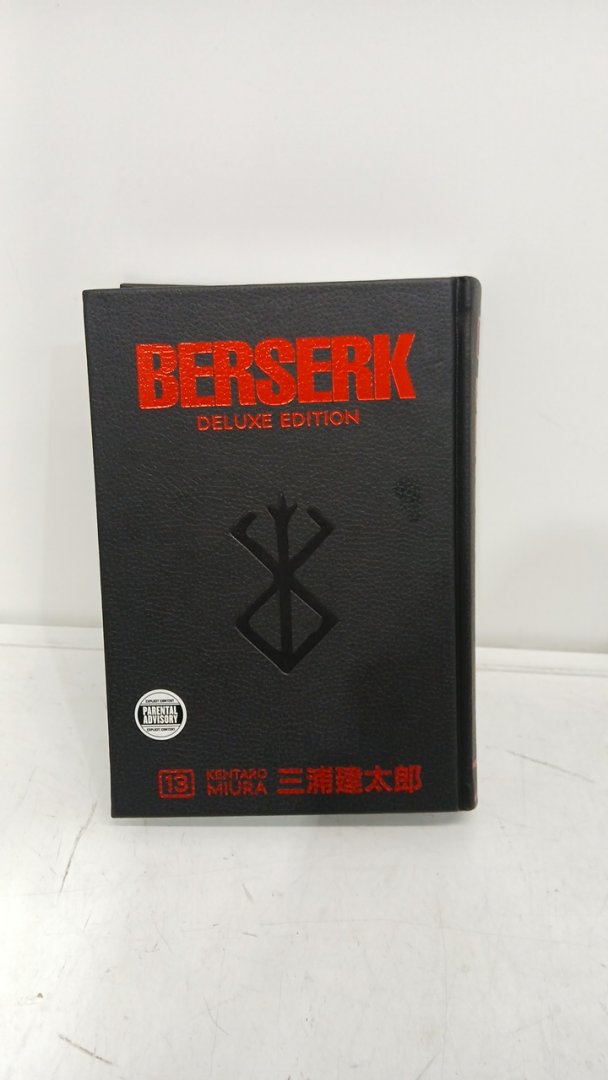 BERSERK
DELUXE EDITION
EXPLICIT CONTENT
PARENTAL
ADVISORY
EXPLICIT CONTENT
13
KENTARO
MIURA
三浦建太郎